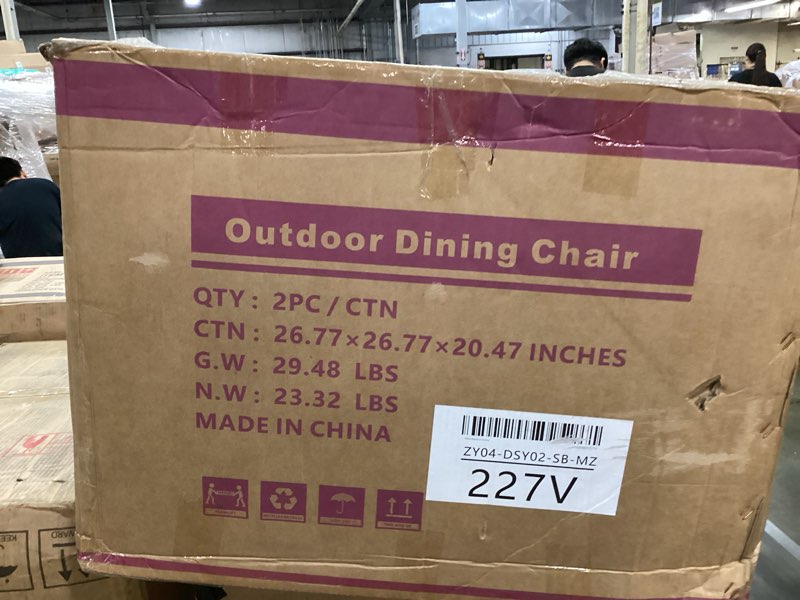 Outdoor Dining Chair
QTY : 2PC / CTN
CTN : 26.77×26.77×20.47 INCHES
G.W : 29.48 LBS
N.W : 23.32 LBS
MADE IN CHINA
ZY04-DSY02-SB-MZ
227V
KEEP